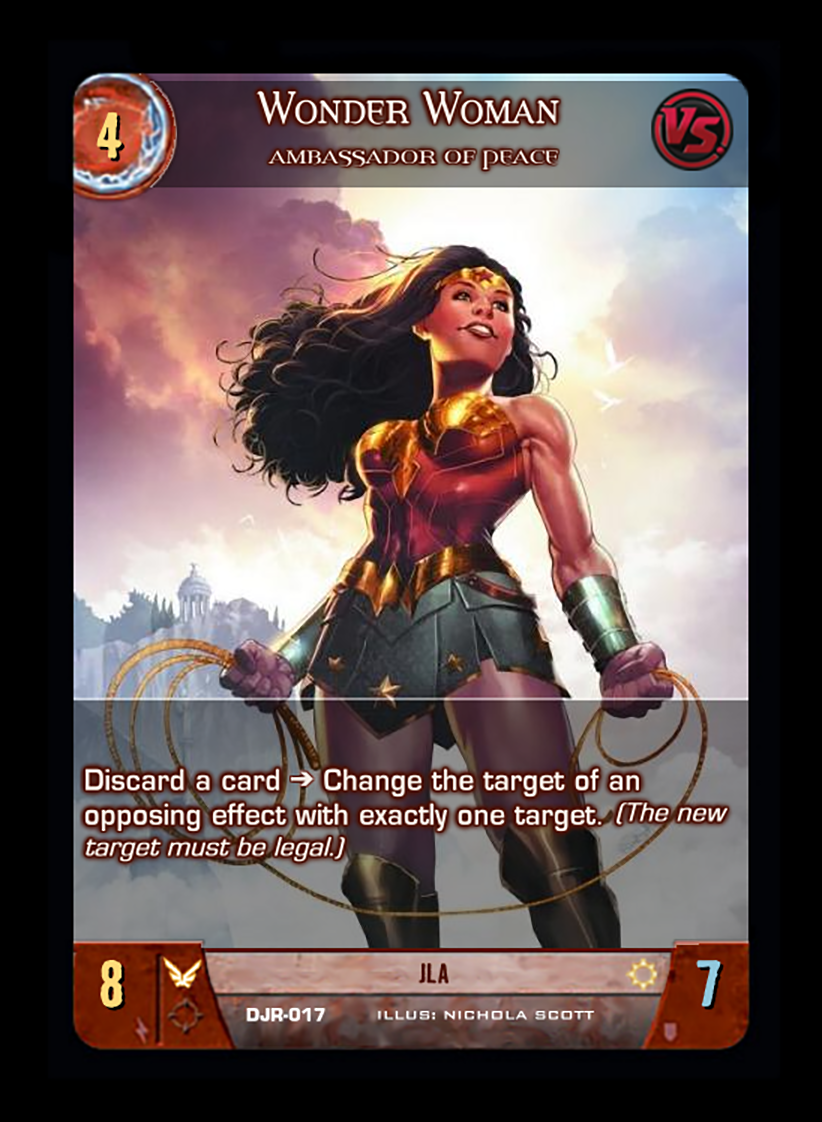 4
Wonder Woman
Ambassador of Peace
VS.
Discard a card → Change the target of an
opposing effect with exactly one target. (The new
target must be legal.)
8
JLA
7
DJR-017 ILLUS: NICHOLA SCOTT